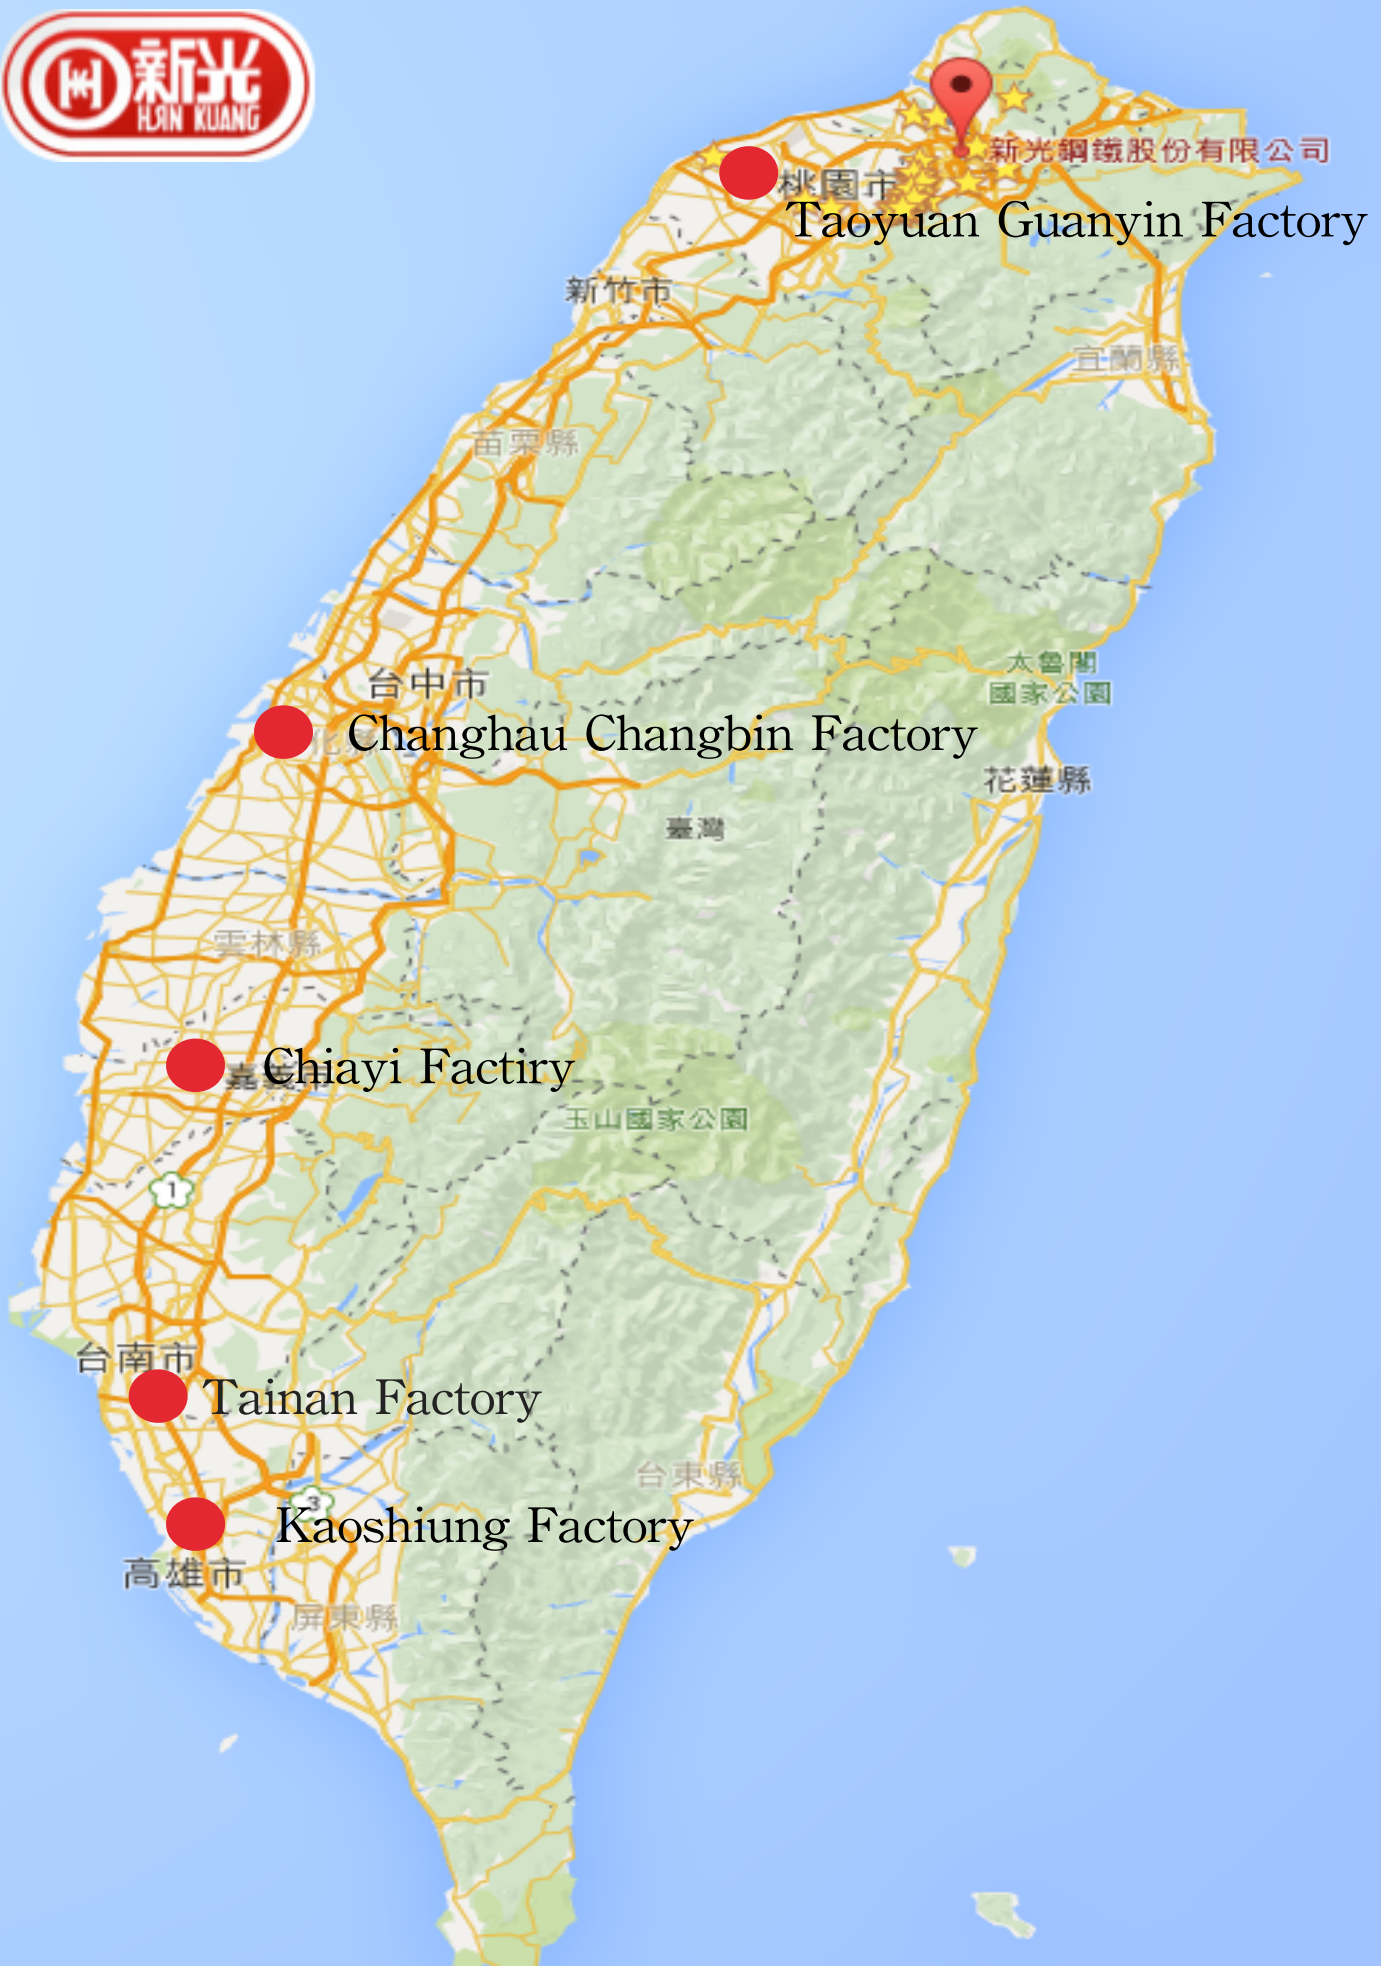 新光
HSIN KUANG
新光鋼鐵股份有限公司
桃園市
Taoyuan Guanyin Factory
新竹市
宜蘭縣
苗栗縣
太魯閣
國家公園
台中市
Changhau Changbin Factory
花蓮縣
臺灣
雲林縣
Chiayi Factiry
玉山國家公園
1
台南市
Tainan Factory
台東縣
3
Kaoshiung Factory
高雄市
屏東縣